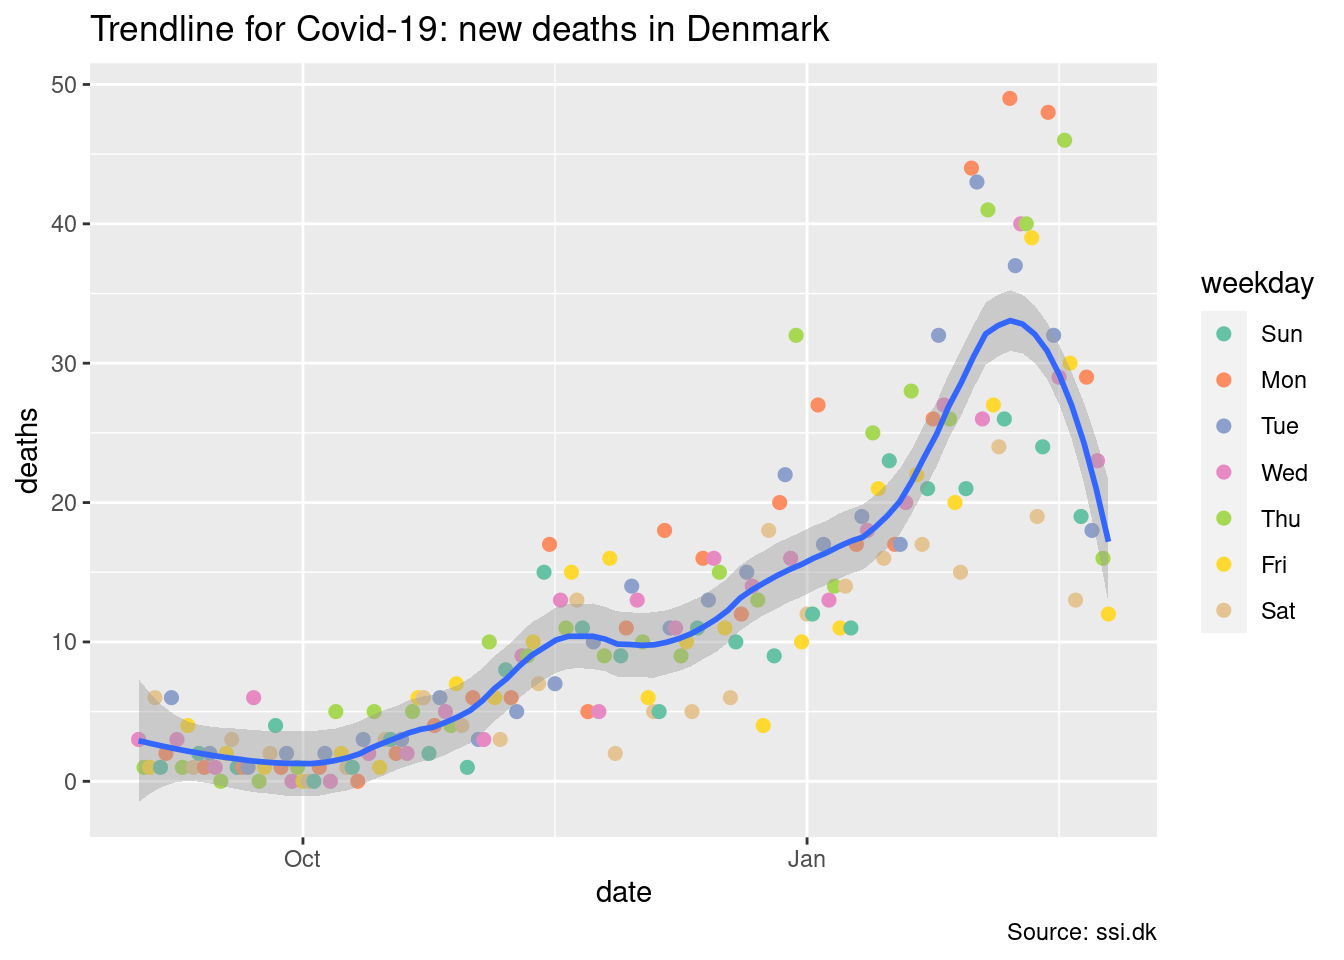 Trendline for Covid-19: new deaths in Denmark
50
40
30
20
10
0
deaths
Oct
Jan
date
weekday
Sun
Mon
Tue
Wed
Thu
Fri
Sat
Source: ssi.dk